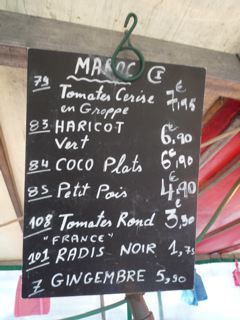 MAROC I
79 Tomates Cerise
en Grappe 7€95
83 HARICOT
Vert 6€90
84 COCO Plats 6€90
85 Petit Pois 4€90
108 Tomates Rond 3,90
"FRANCE"
101 RADIS NOIR 1,75
7 GINGEMBRE 5,90